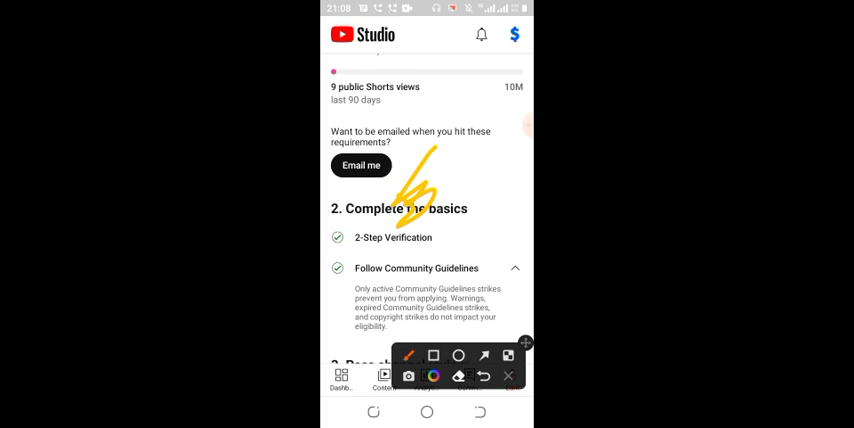 21:08
Studio
9 public Shorts views 10M
last 90 days
Want to be emailed when you hit these
requirements?
Email me
2. Complete the basics
2-Step Verification
Follow Community Guidelines
Only active Community Guidelines strikes
prevent you from applying. Warnings,
expired Community Guidelines strikes,
and copyright strikes do not impact your
eligibility.
Dashb...